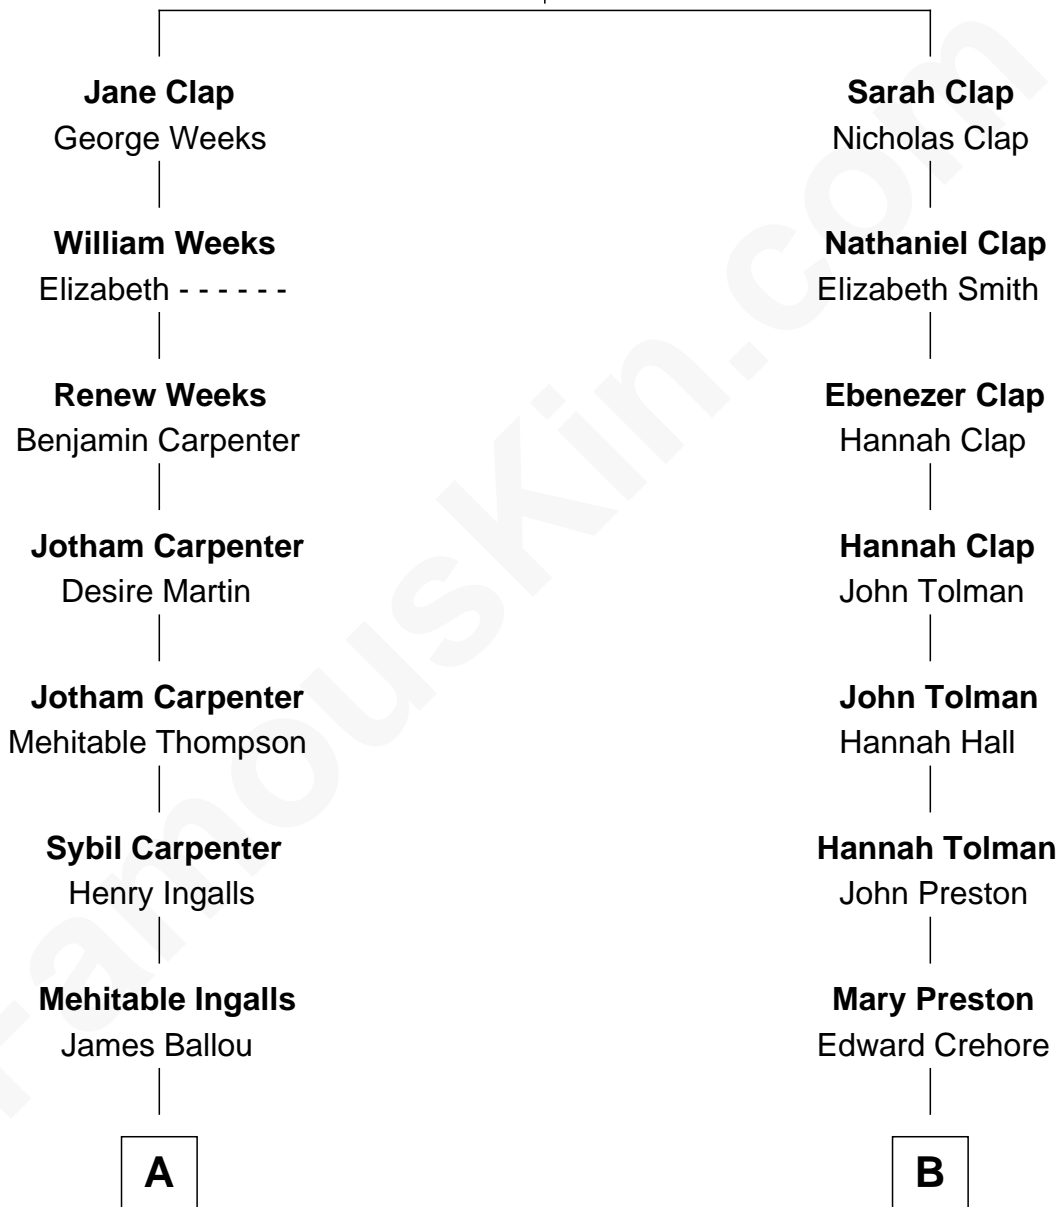 Jane Clap
George Weeks
William Weeks
Elizabeth - - - - - -
Renew Weeks
Benjamin Carpenter
Jotham Carpenter
Desire Martin
Jotham Carpenter
Mehitable Thompson
Sybil Carpenter
Henry Ingalls
Mehitable Ingalls
James Ballou
A
Sarah Clap
Nicholas Clap
Nathaniel Clap
Elizabeth Smith
Ebenezer Clap
Hannah Clap
Hannah Clap
John Tolman
John Tolman
Hannah Hall
Hannah Tolman
John Preston
Mary Preston
Edward Crehore
B
FamousKin.com